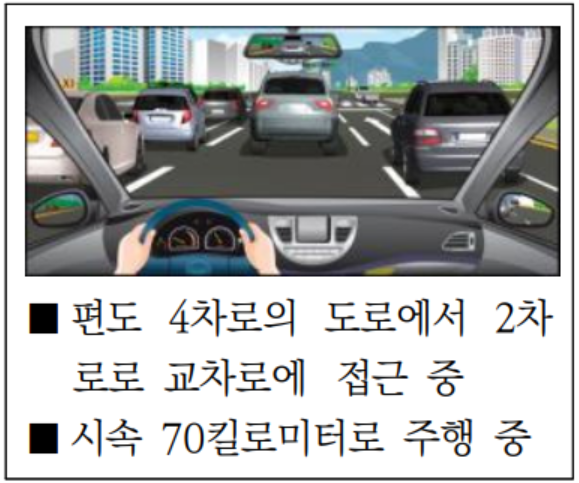 ■ 편도 4차로의 도로에서 2차
로로 교차로에 접근 중
■ 시속 70킬로미터로 주행 중